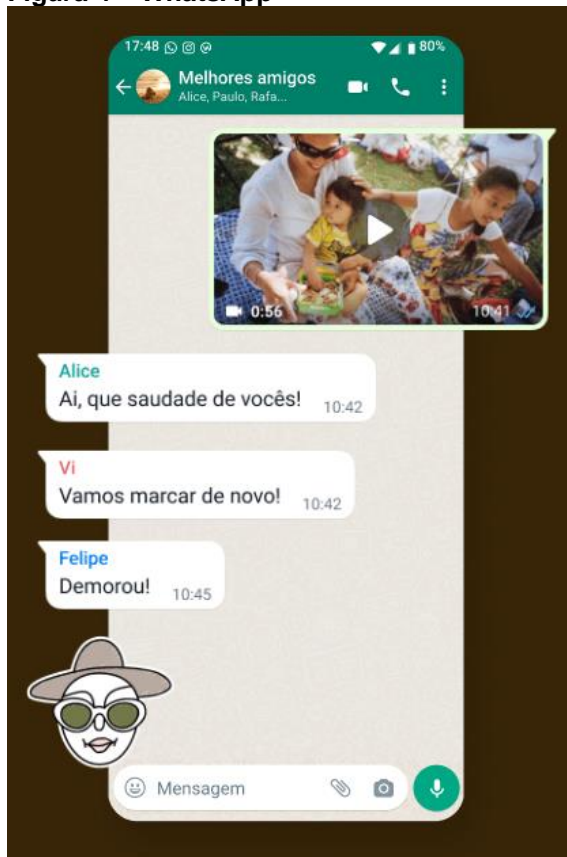 17:48 80%
Melhores amigos
Alice, Paulo, Rafa...
0:56 10:41
Alice
Ai, que saudade de vocês! 10:42
Vi
Vamos marcar de novo! 10:42
Felipe
Demorou! 10:45
Mensagem